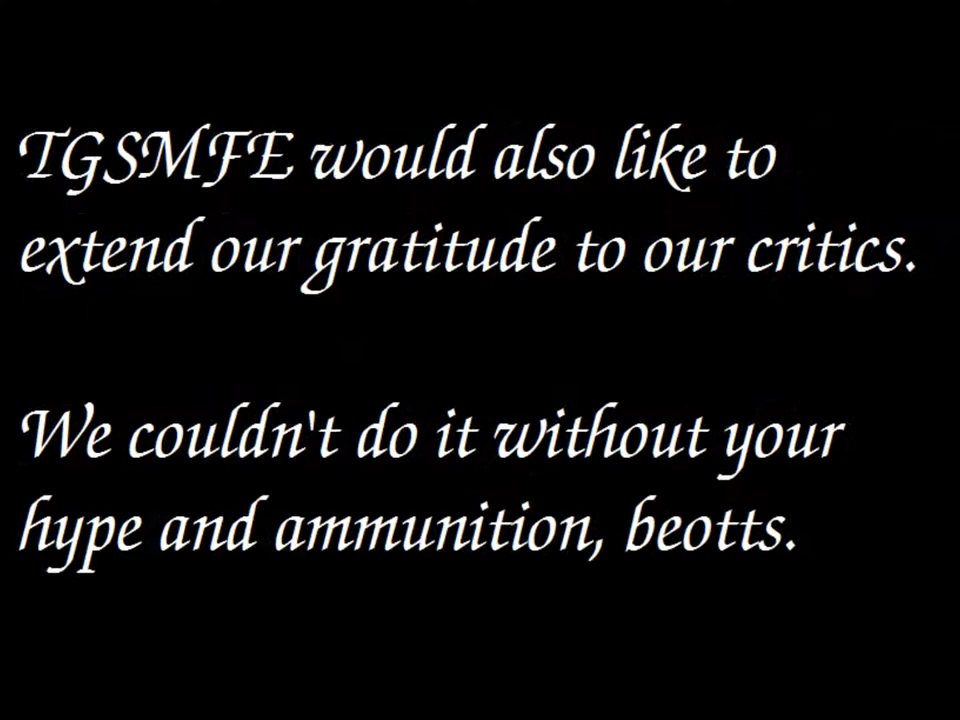 TGSMFE would also like to
extend our gratitude to our critics.
We couldn't do it without your
hype and ammunition, beotts.